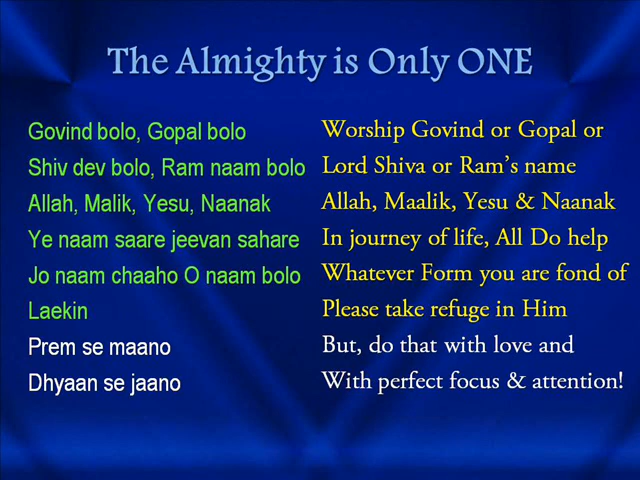 The Almighty is Only ONE
Govind bolo, Gopal bolo
Shiv dev bolo, Ram naam bolo
Allah, Malik, Yesu, Naanak
Ye naam saare jeevan sahare
Jo naam chaaho O naam bolo
Laekin
Prem se maano
Dhyaan se jaano
Worship Govind or Gopal or
Lord Shiva or Ram’s name
Allah, Maalik, Yesu & Naanak
In journey of life, All Do help
Whatever Form you are fond of
Please take refuge in Him
But, do that with love and
With perfect focus & attention!